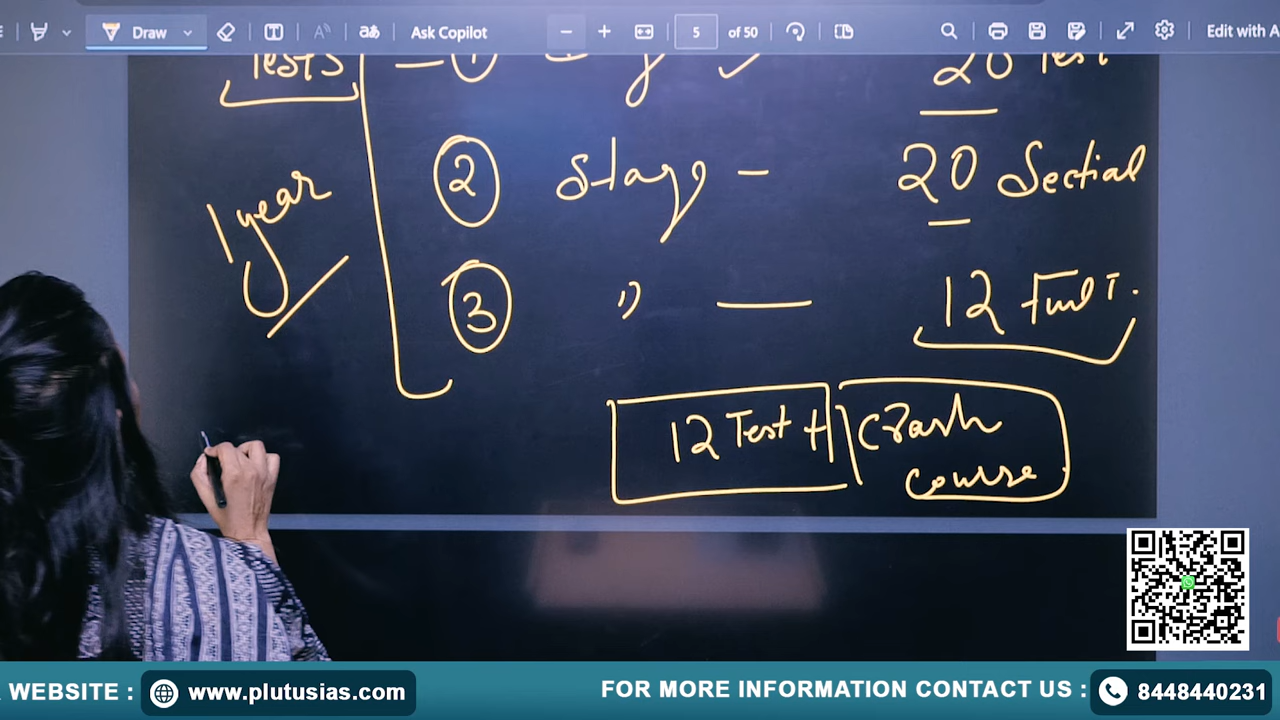 Draw Ask Copilot 5 of 50 Edit with A
Tests 1 20 Test
1 year
2 Stage - 20 Sectial
3 " — 12 Full T.
12 Test + Crash
course
WEBSITE : www.plutusias.com
FOR MORE INFORMATION CONTACT US : 8448440231